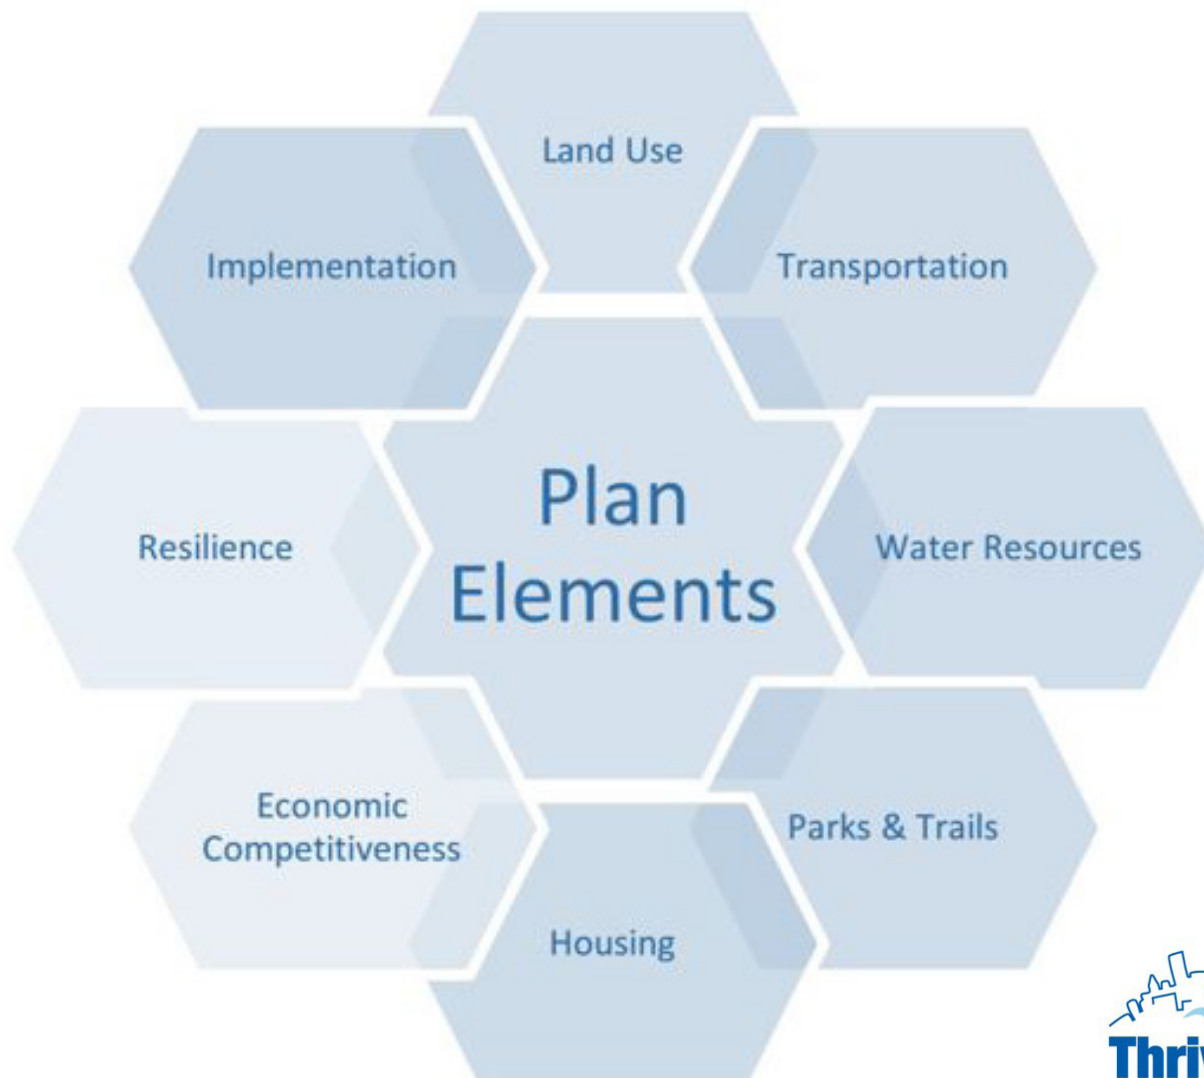 Land Use
Implementation
Transportation
Plan
Elements
Resilience
Water Resources
Economic
Competitiveness
Parks & Trails
Housing